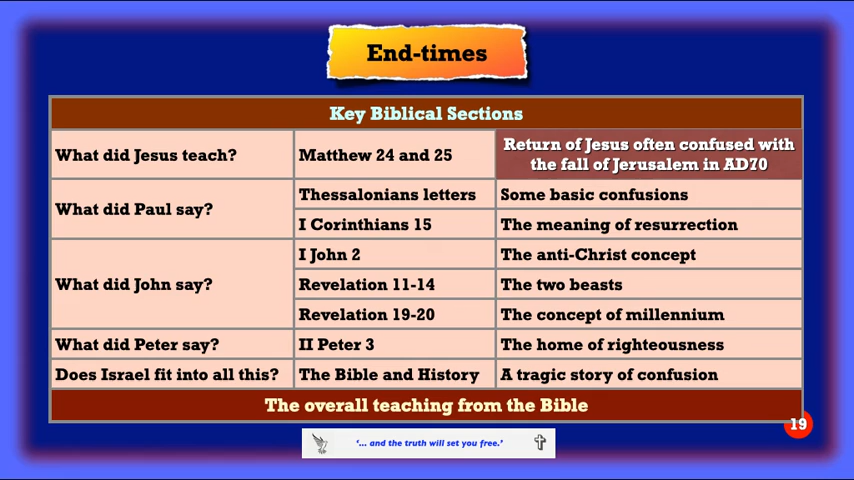 End-times
Key Biblical Sections
What did Jesus teach?
Matthew 24 and 25
Return of Jesus often confused with
the fall of Jerusalem in AD70
What did Paul say?
Thessalonians letters
Some basic confusions
I Corinthians 15
The meaning of resurrection
What did John say?
I John 2
The anti-Christ concept
Revelation 11-14
The two beasts
Revelation 19-20
The concept of millennium
What did Peter say?
II Peter 3
The home of righteousness
Does Israel fit into all this?
The Bible and History
A tragic story of confusion
The overall teaching from the Bible
19
‘... and the truth will set you free.’